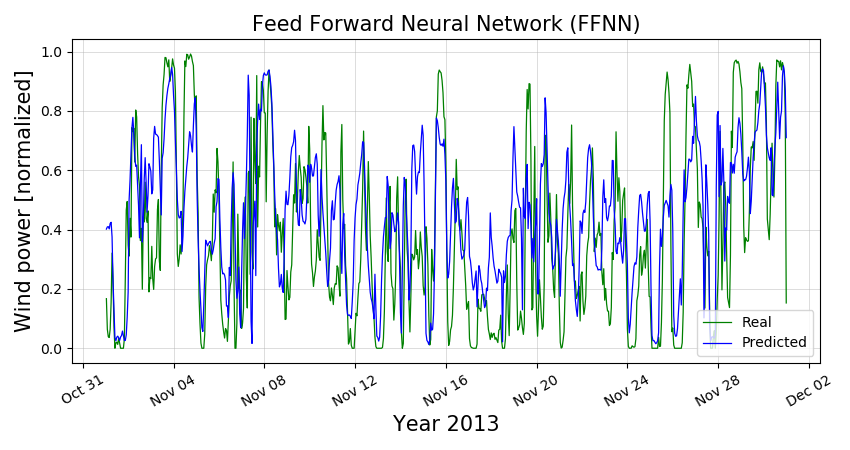 Feed Forward Neural Network (FFNN)
Wind power [normalized]
1.0
0.8
0.6
0.4
0.2
0.0
Real
Predicted
Oct 31
Nov 04
Nov 08
Nov 12
Nov 16
Nov 20
Nov 24
Nov 28
Dec 02
Year 2013